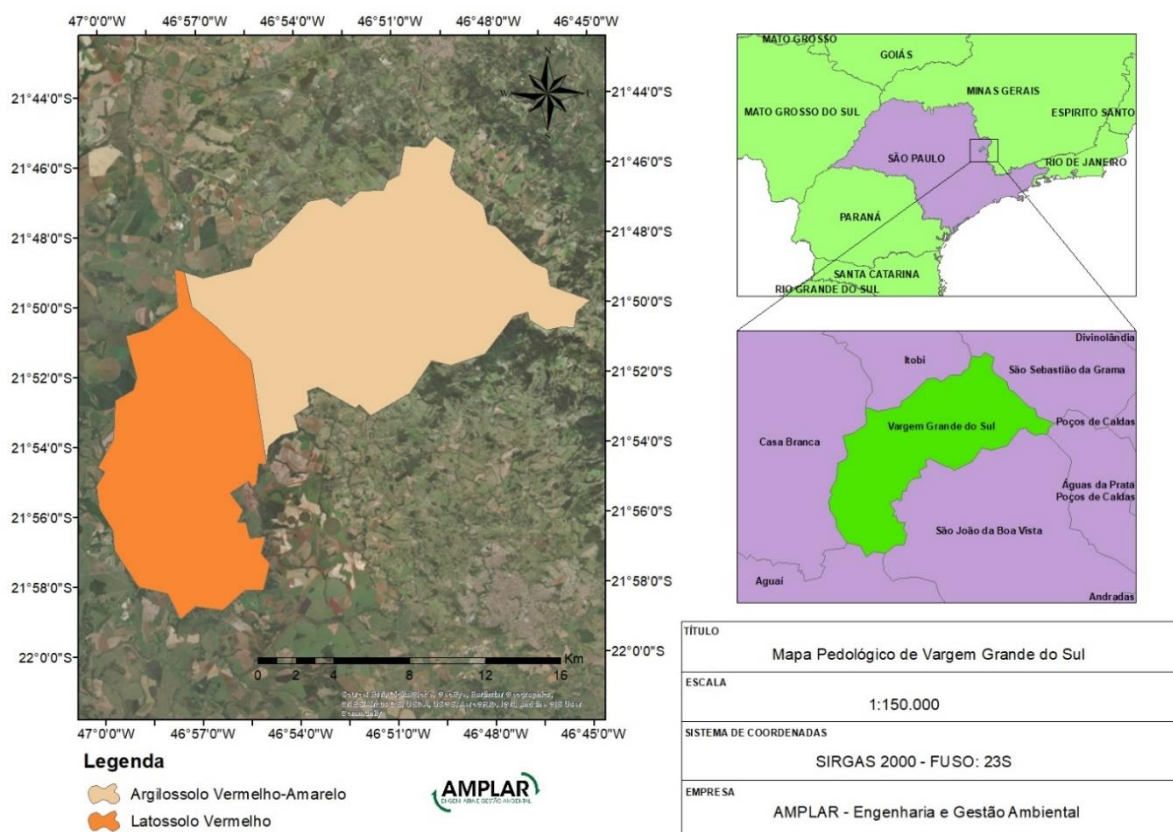 47°0'0"W 46°57'0"W 46°54'0"W 46°51'0"W 46°48'0"W 46°45'0"W
21°44'0"S 21°44'0"S
21°46'0"S 21°46'0"S
21°48'0"S 21°48'0"S
21°50'0"S 21°50'0"S
21°52'0"S 21°52'0"S
21°54'0"S 21°54'0"S
21°56'0"S 21°56'0"S
21°58'0"S 21°58'0"S
22°0'0"S 22°0'0"S
N
W
S
Km
0 2 4 8 12 16
47°0'0"W 46°57'0"W 46°54'0"W 46°51'0"W 46°48'0"W 46°45'0"W
Legenda
Argilossolo Vermelho-Amarelo
Latossolo Vermelho
AMPLAR
ENGENHARIA E GESTÃO AMBIENTAL
MATO GROSSO
GOIÁS
MINAS GERAIS
MATO GROSSO DO SUL
ESPIRITO SANTO
SÃO PAULO
RIO DE JANEIRO
PARANÁ
SANTA CATARINA
RIO GRANDE DO SUL
Divinolândia
Itobi
São Sebastião da Grama
Vargem Grande do Sul
Poços de Caldas
Casa Branca
Águas da Prata
Poços de Caldas
São João da Boa Vista
Aguaí
Andradas
TÍTULO
Mapa Pedológico de Vargem Grande do Sul
ESCALA
1:150.000
SISTEMA DE COORDENADAS
SIRGAS 2000 - FUSO: 23S
EMPRESA
AMPLAR - Engenharia e Gestão Ambiental